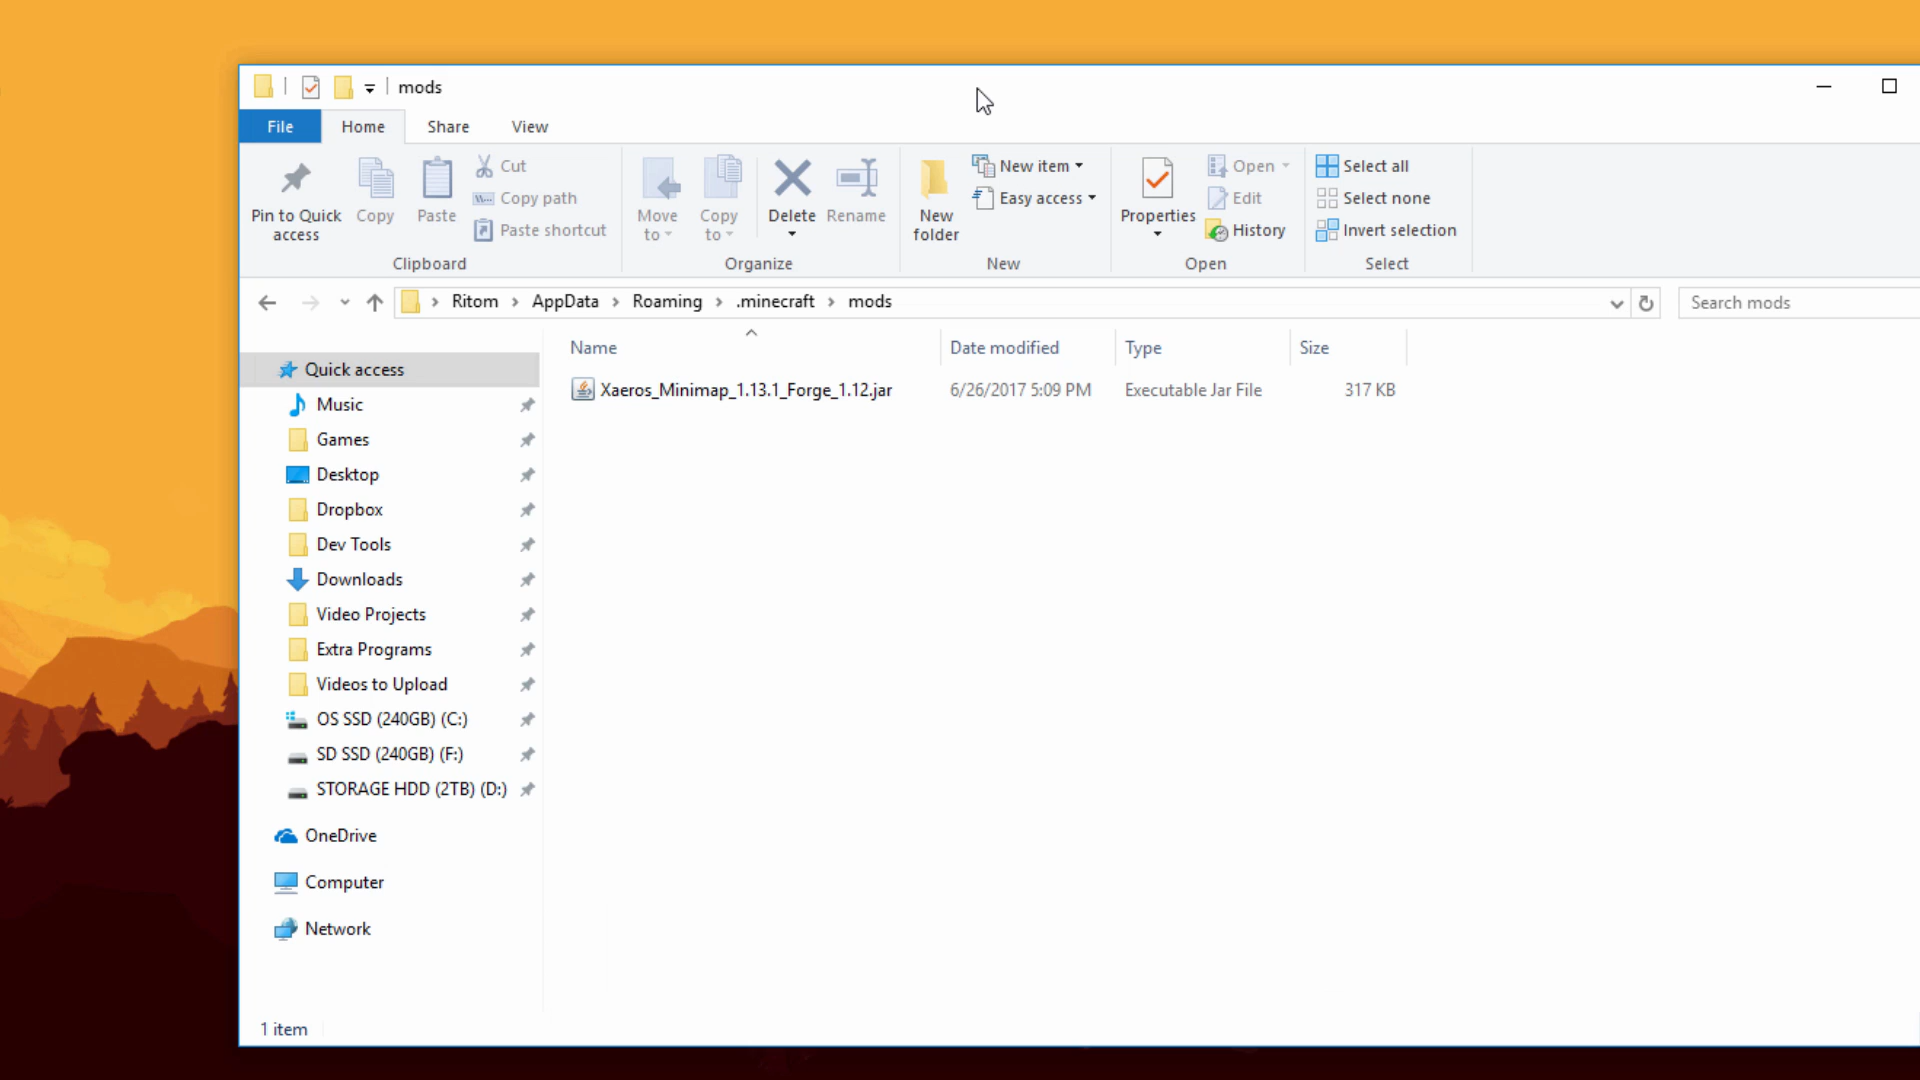 mods
File Home Share View
Pin to Quick access
Copy
Paste
Cut
Copy path
Paste shortcut
Clipboard
Move to
Copy to
Delete
Rename
Organize
New folder
New item
Easy access
New
Properties
Open
Edit
History
Open
Select all
Select none
Invert selection
Select
Ritom > AppData > Roaming > .minecraft > mods
Search mods
Name Date modified Type Size
Xaeros_Minimap_1.13.1_Forge_1.12.jar 6/26/2017 5:09 PM Executable Jar File 317 KB
Quick access
Music
Games
Desktop
Dropbox
Dev Tools
Downloads
Video Projects
Extra Programs
Videos to Upload
OS SSD (240GB) (C:)
SD SSD (240GB) (F:)
STORAGE HDD (2TB) (D:)
OneDrive
Computer
Network
1 item